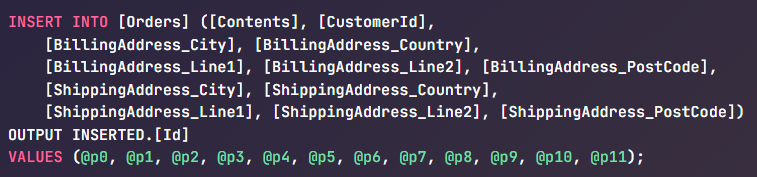 INSERT INTO [Orders] ([Contents], [CustomerId],
[BillingAddress_City], [BillingAddress_Country],
[BillingAddress_Line1], [BillingAddress_Line2], [BillingAddress_PostCode],
[ShippingAddress_City], [ShippingAddress_Country],
[ShippingAddress_Line1], [ShippingAddress_Line2], [ShippingAddress_PostCode])
OUTPUT INSERTED.[Id]
VALUES (@p0, @p1, @p2, @p3, @p4, @p5, @p6, @p7, @p8, @p9, @p10, @p11);